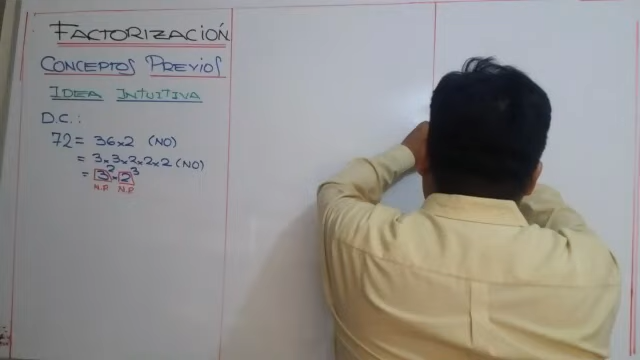 FACTORIZACIÓN
CONCEPTOS PREVIOS
IDEA INTUITIVA
D.C.:
72 = 36x2 (NO)
= 3x3x2x2x2 (NO)
= 3²x2³
N.P N.P